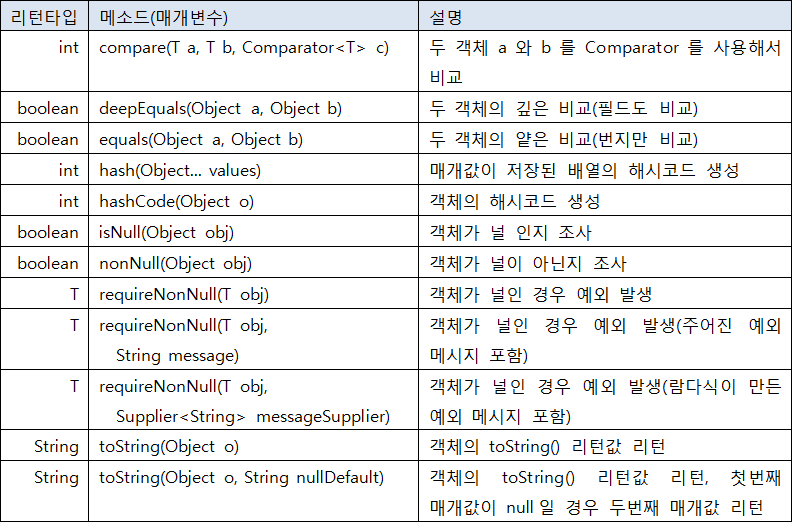 리턴타입 메소드(매개변수) 설명
int compare(T a, T b, Comparator<T> c) 두 객체 a 와 b 를 Comparator 를 사용해서
비교
boolean deepEquals(Object a, Object b) 두 객체의 깊은 비교(필드도 비교)
boolean equals(Object a, Object b) 두 객체의 얕은 비교(번지만 비교)
int hash(Object... values) 매개값이 저장된 배열의 해시코드 생성
int hashCode(Object o) 객체의 해시코드 생성
boolean isNull(Object obj) 객체가 널 인지 조사
boolean nonNull(Object obj) 객체가 널이 아닌지 조사
T requireNonNull(T obj) 객체가 널인 경우 예외 발생
T requireNonNull(T obj, 객체가 널인 경우 예외 발생(주어진 예외
String message) 메시지 포함)
T requireNonNull(T obj, 객체가 널인 경우 예외 발생(람다식이 만든
Supplier<String> messageSupplier) 예외 메시지 포함)
String toString(Object o) 객체의 toString() 리턴값 리턴
String toString(Object o, String nullDefault) 객체의 toString() 리턴값 리턴, 첫번째
매개값이 null 일 경우 두번째 매개값 리턴